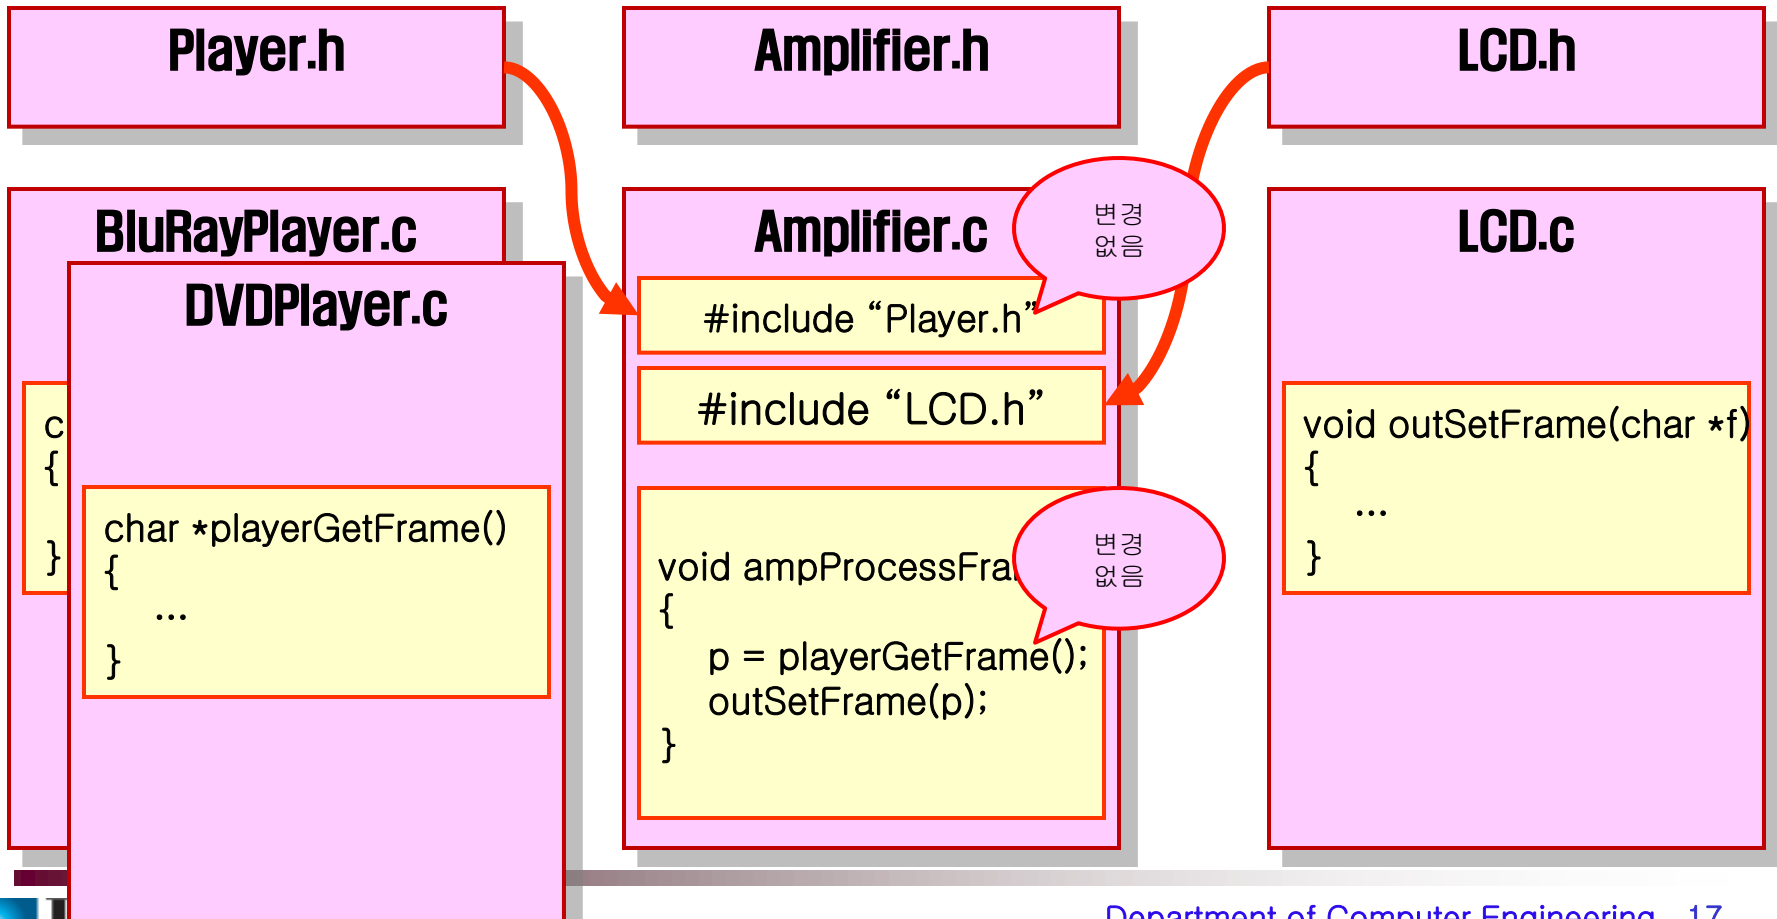 Player.h
Amplifier.h
LCD.h
BluRayPlayer.c
DVDPlayer.c
c
{
}
char *playerGetFrame()
{
...
}
Amplifier.c
변경
없음
#include “Player.h”
#include “LCD.h”
void ampProcessFra
{
p = playerGetFrame();
outSetFrame(p);
}
변경
없음
LCD.c
void outSetFrame(char *f)
{
...
}
Department of Computer Engineering 17